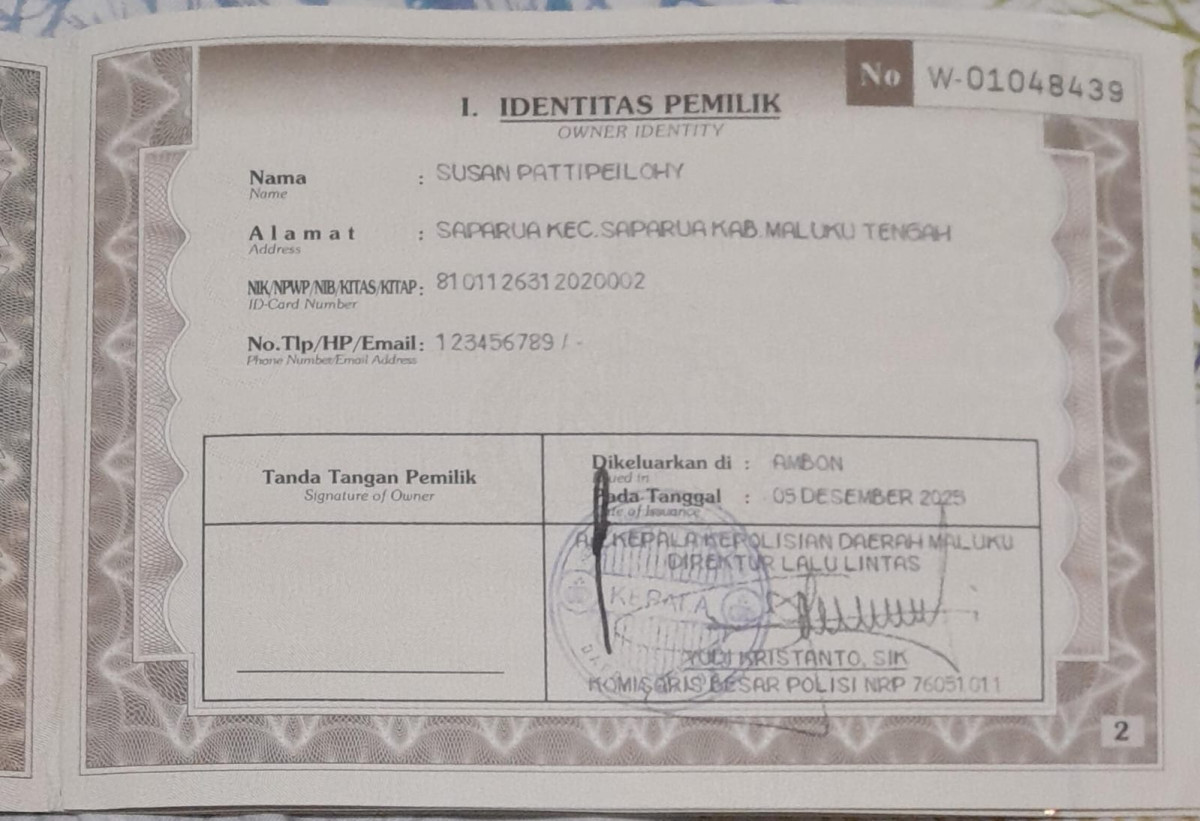 No W-01048439
I. IDENTITAS PEMILIK
OWNER IDENTITY
Nama : SUSAN PATTIPEILOHY
Name
Alamat : SAPARUA KEC. SAPARUA KAB. MALUKU TENGAH
Address
NIK/NPWP/NIB/KITAS/KITAP : 8101126312020002
ID-Card Number
No.Tlp/HP/Email : 123456789 / -
Phone Number/Email Address
Tanda Tangan Pemilik
Signature of Owner
Dikeluarkan di : AMBON
Pada Tanggal : 05 DESEMBER 2025
of Issuance
KEPALA KEPOLISIAN DAERAH MALUKU
DIREKTUR LALU LINTAS
KEPALA
YUDI KRISTANTO, SIK
KOMISARIS BESAR POLISI NRP 76051011
2